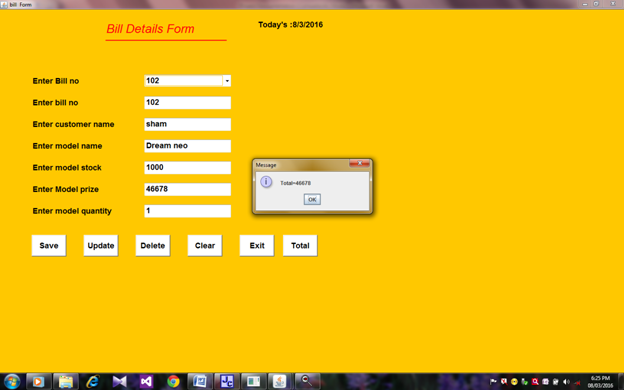 bill Form
Bill Details Form
Today's :8/3/2016
Enter Bill no 102
Enter bill no 102
Enter customer name sham
Enter model name Dream neo
Enter model stock 1000
Enter Model prize 46678
Enter model quantity 1
Message
Total=46678
OK
Save Update Delete Clear Exit Total
6:25 PM
08/03/2016